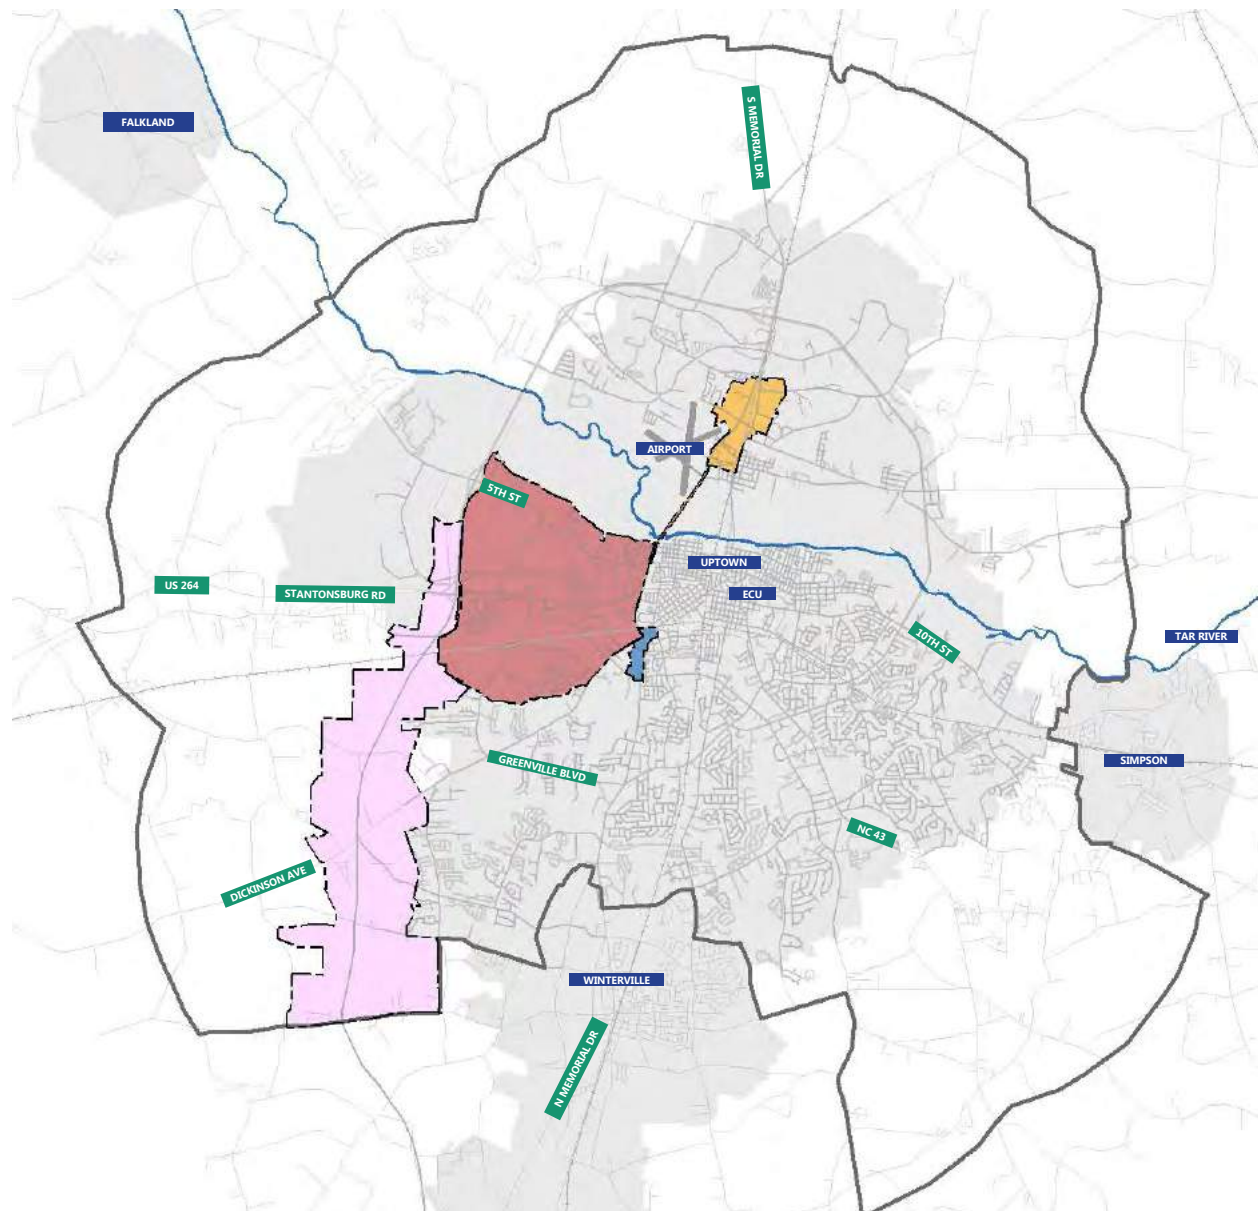 FALKLAND
S MEMORIAL DR
AIRPORT
5TH ST
UPTOWN
US 264
STANTONSBURG RD
ECU
10TH ST
TAR RIVER
GREENVILLE BLVD
SIMPSON
NC 43
DICKINSON AVE
WINTERVILLE
N MEMORIAL DR